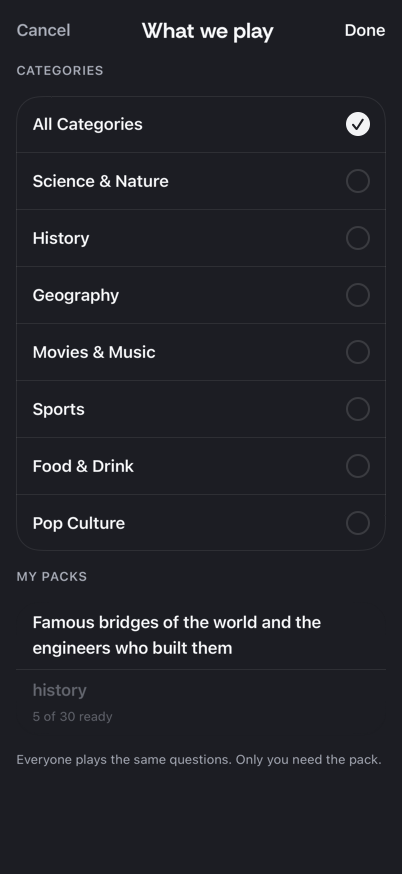 Cancel
What we play
Done
CATEGORIES
All Categories
Science & Nature
History
Geography
Movies & Music
Sports
Food & Drink
Pop Culture
MY PACKS
Famous bridges of the world and the
engineers who built them
history
5 of 30 ready
Everyone plays the same questions. Only you need the pack.